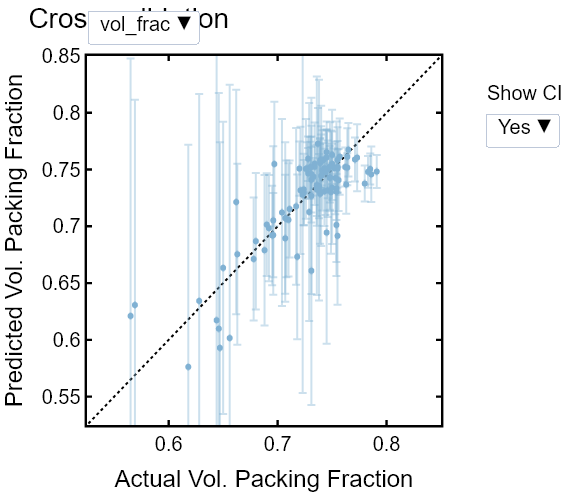 Cros
on
vol_frac ▼
Show CI
Yes ▼
Predicted Vol. Packing Fraction
0.85
0.8
0.75
0.7
0.65
0.6
0.55
0.6 0.7 0.8
Actual Vol. Packing Fraction